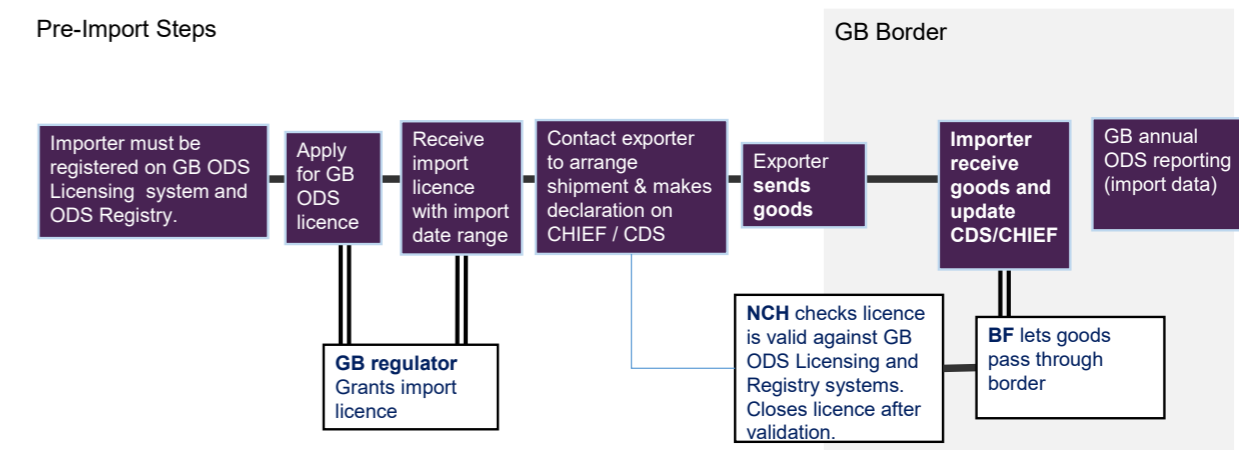 Pre-Import Steps
GB Border
Importer must be
registered on GB ODS
Licensing system and
ODS Registry.
Apply
for GB
ODS
licence
Receive
import
licence
with import
date range
Contact exporter
to arrange
shipment & makes
declaration on
CHIEF / CDS
Exporter
sends
goods
Importer
receive
goods and
update
CDS/CHIEF
GB annual
ODS reporting
(import data)
GB regulator
Grants import
licence
NCH checks licence
is valid against GB
ODS Licensing and
Registry systems.
Closes licence after
validation.
BF lets goods
pass through
border